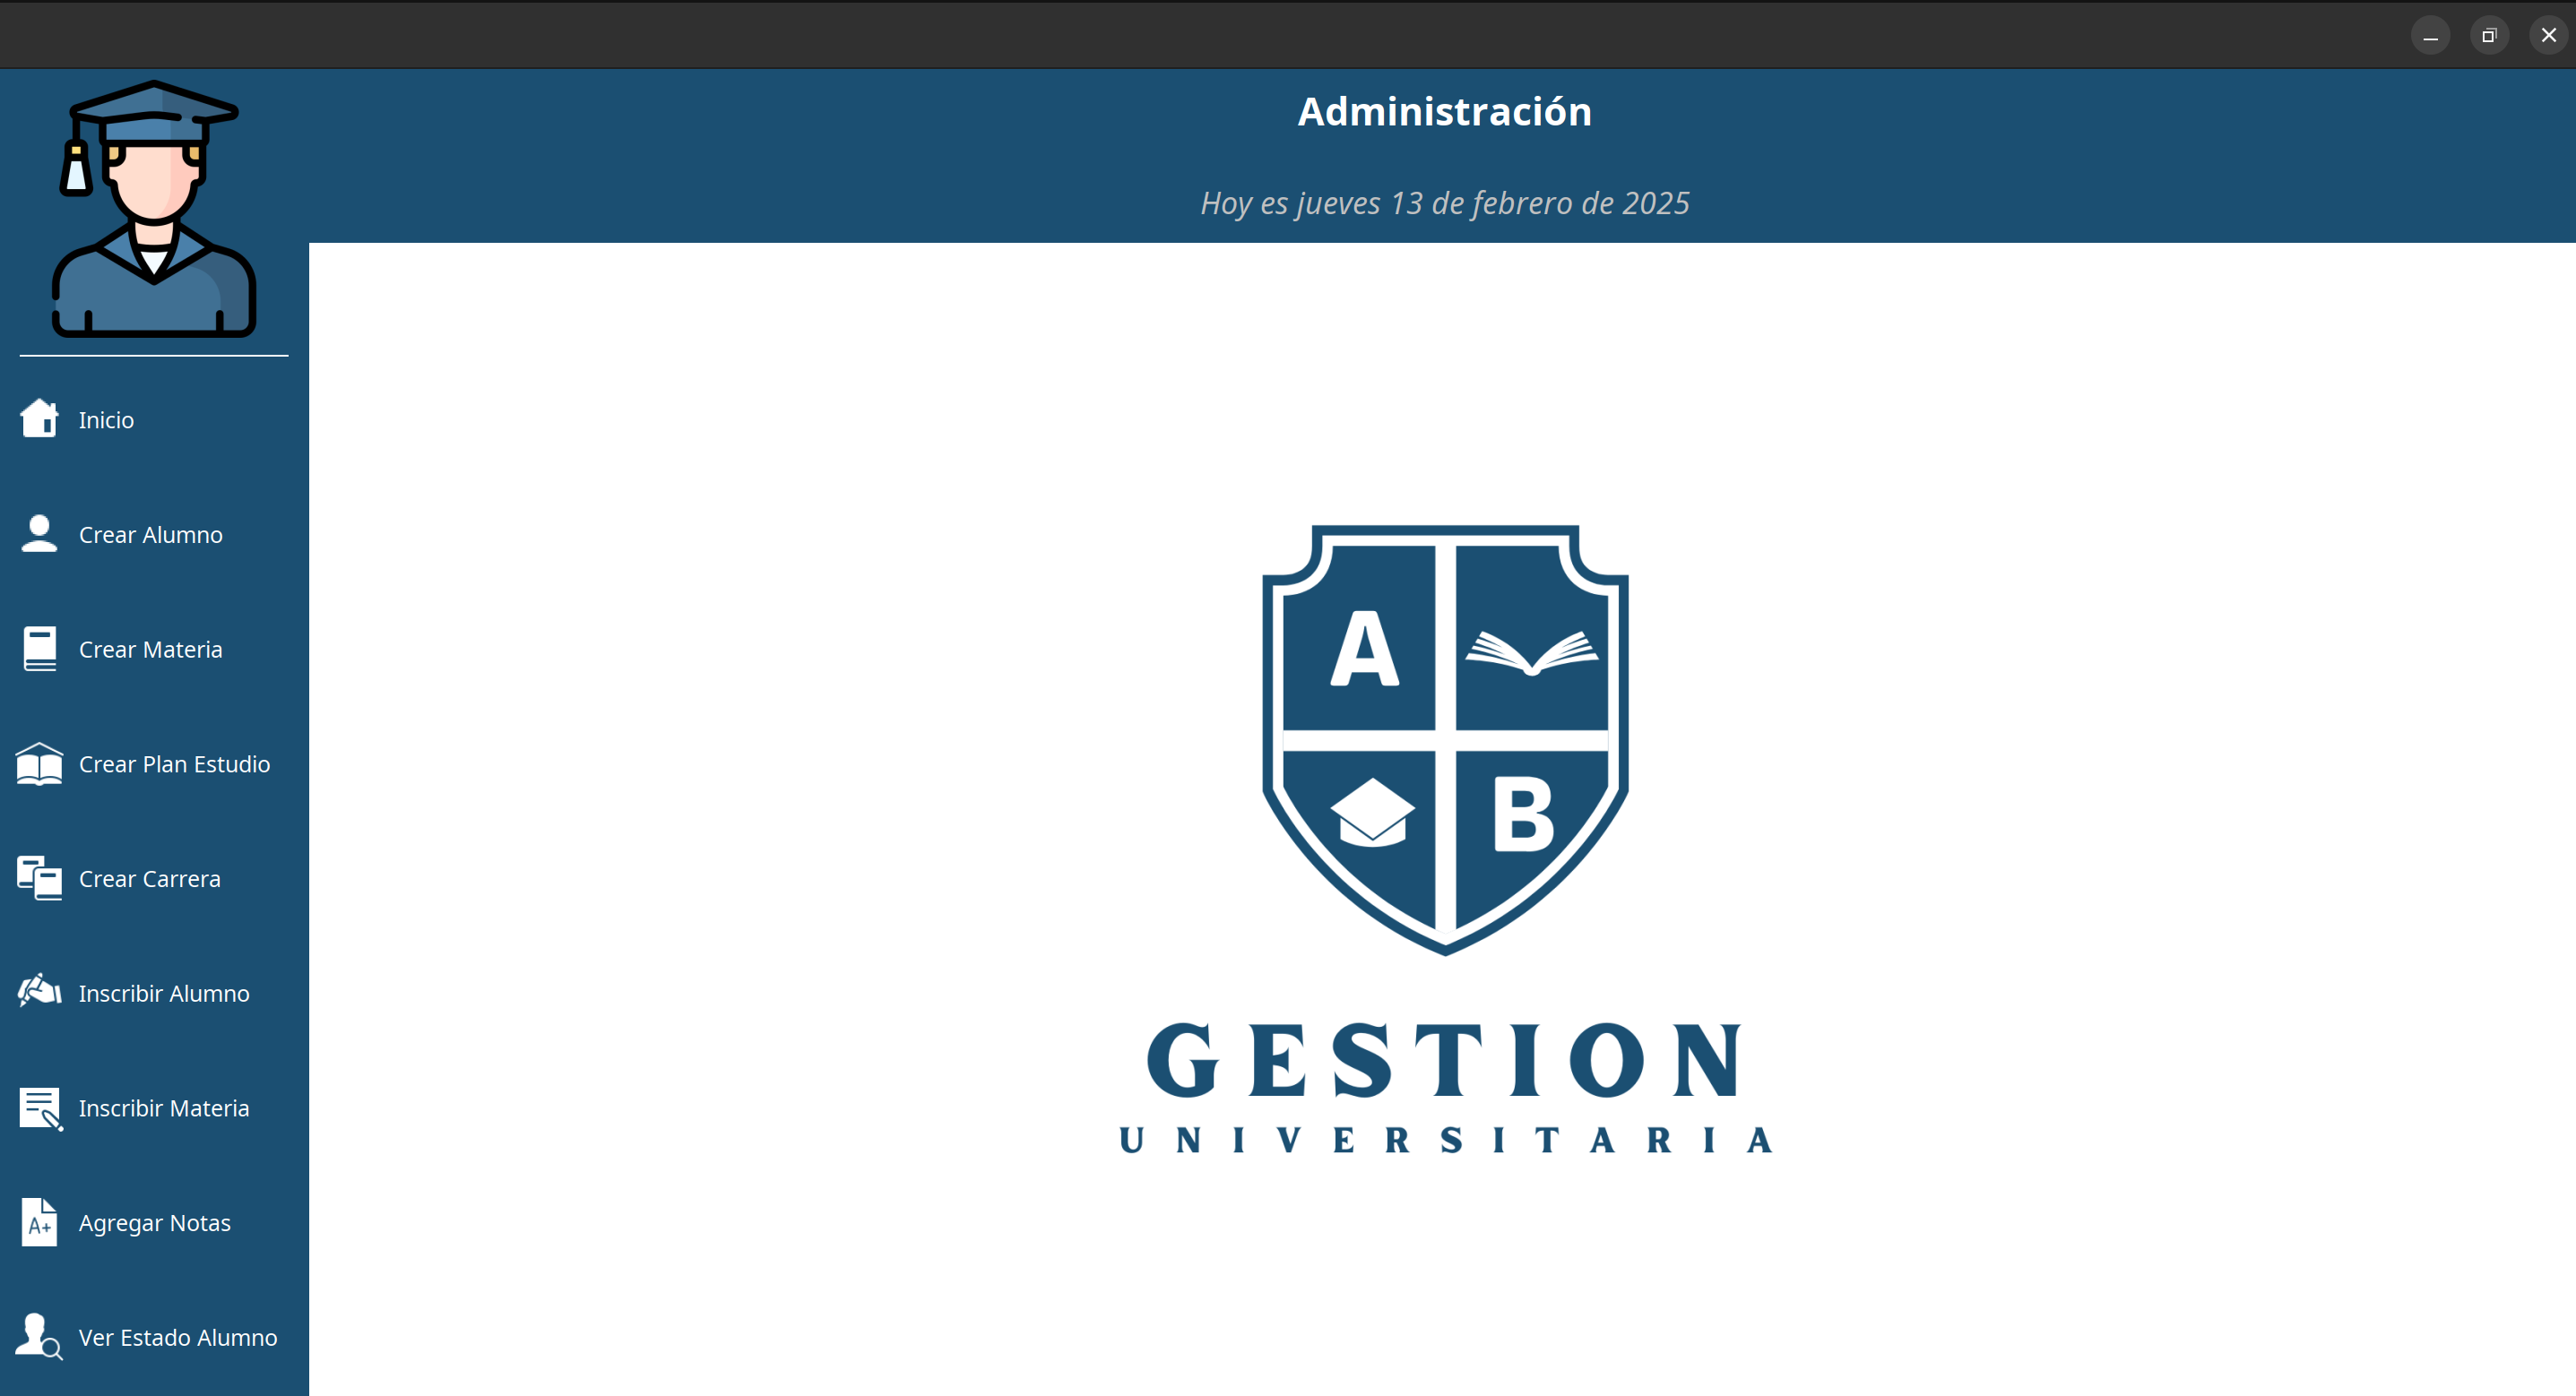 Administración
Hoy es jueves 13 de febrero de 2025
Inicio
Crear Alumno
Crear Materia
Crear Plan Estudio
Crear Carrera
Inscribir Alumno
Inscribir Materia
A+
Agregar Notas
Ver Estado Alumno
A
B
GESTION
UNIVERSITARIA